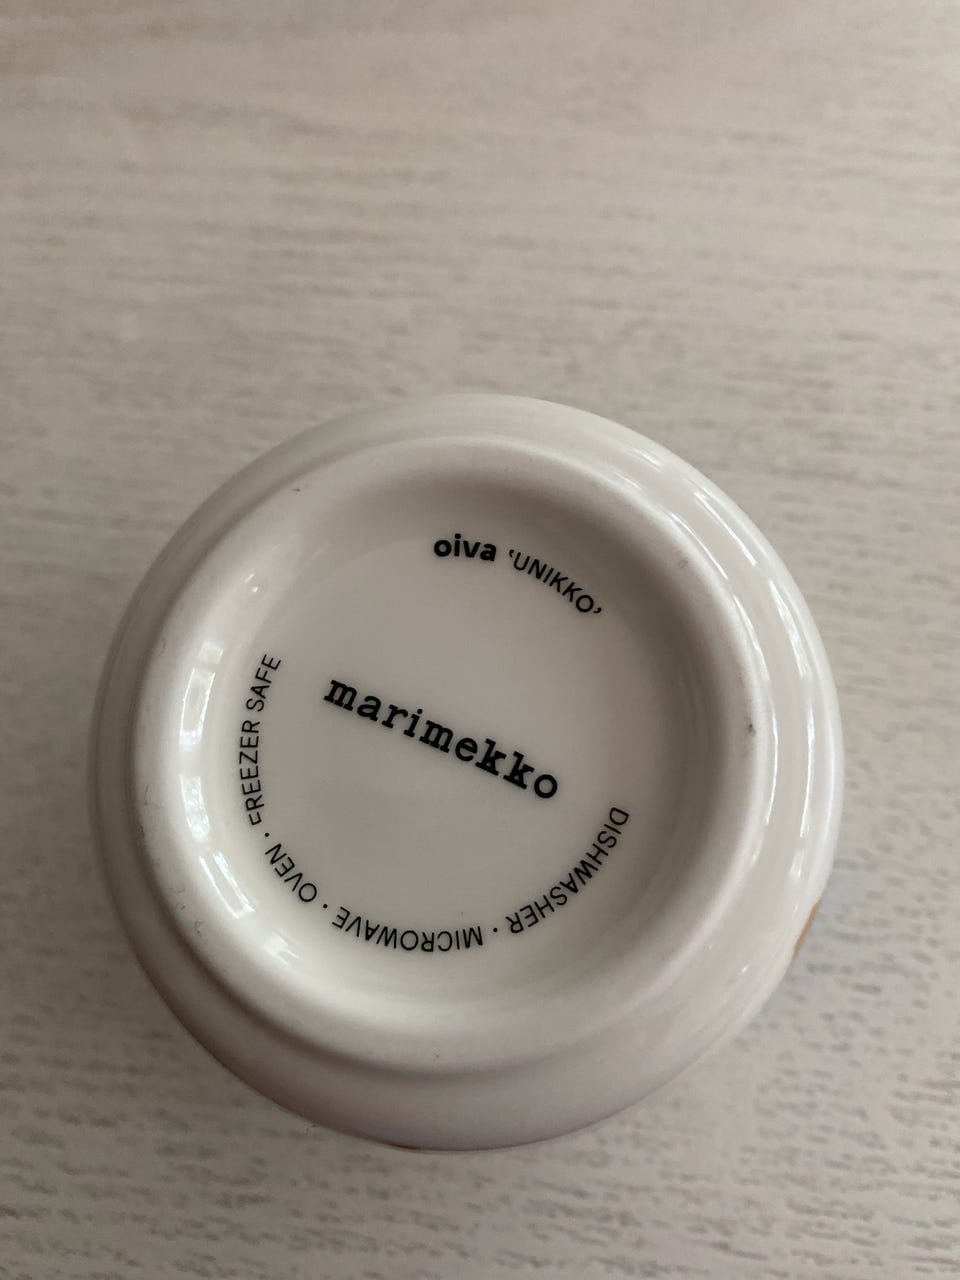 oiva ‘UNIKKO’
marimekko
DISHWASHER · MICROWAVE · OVEN · FREEZER SAFE